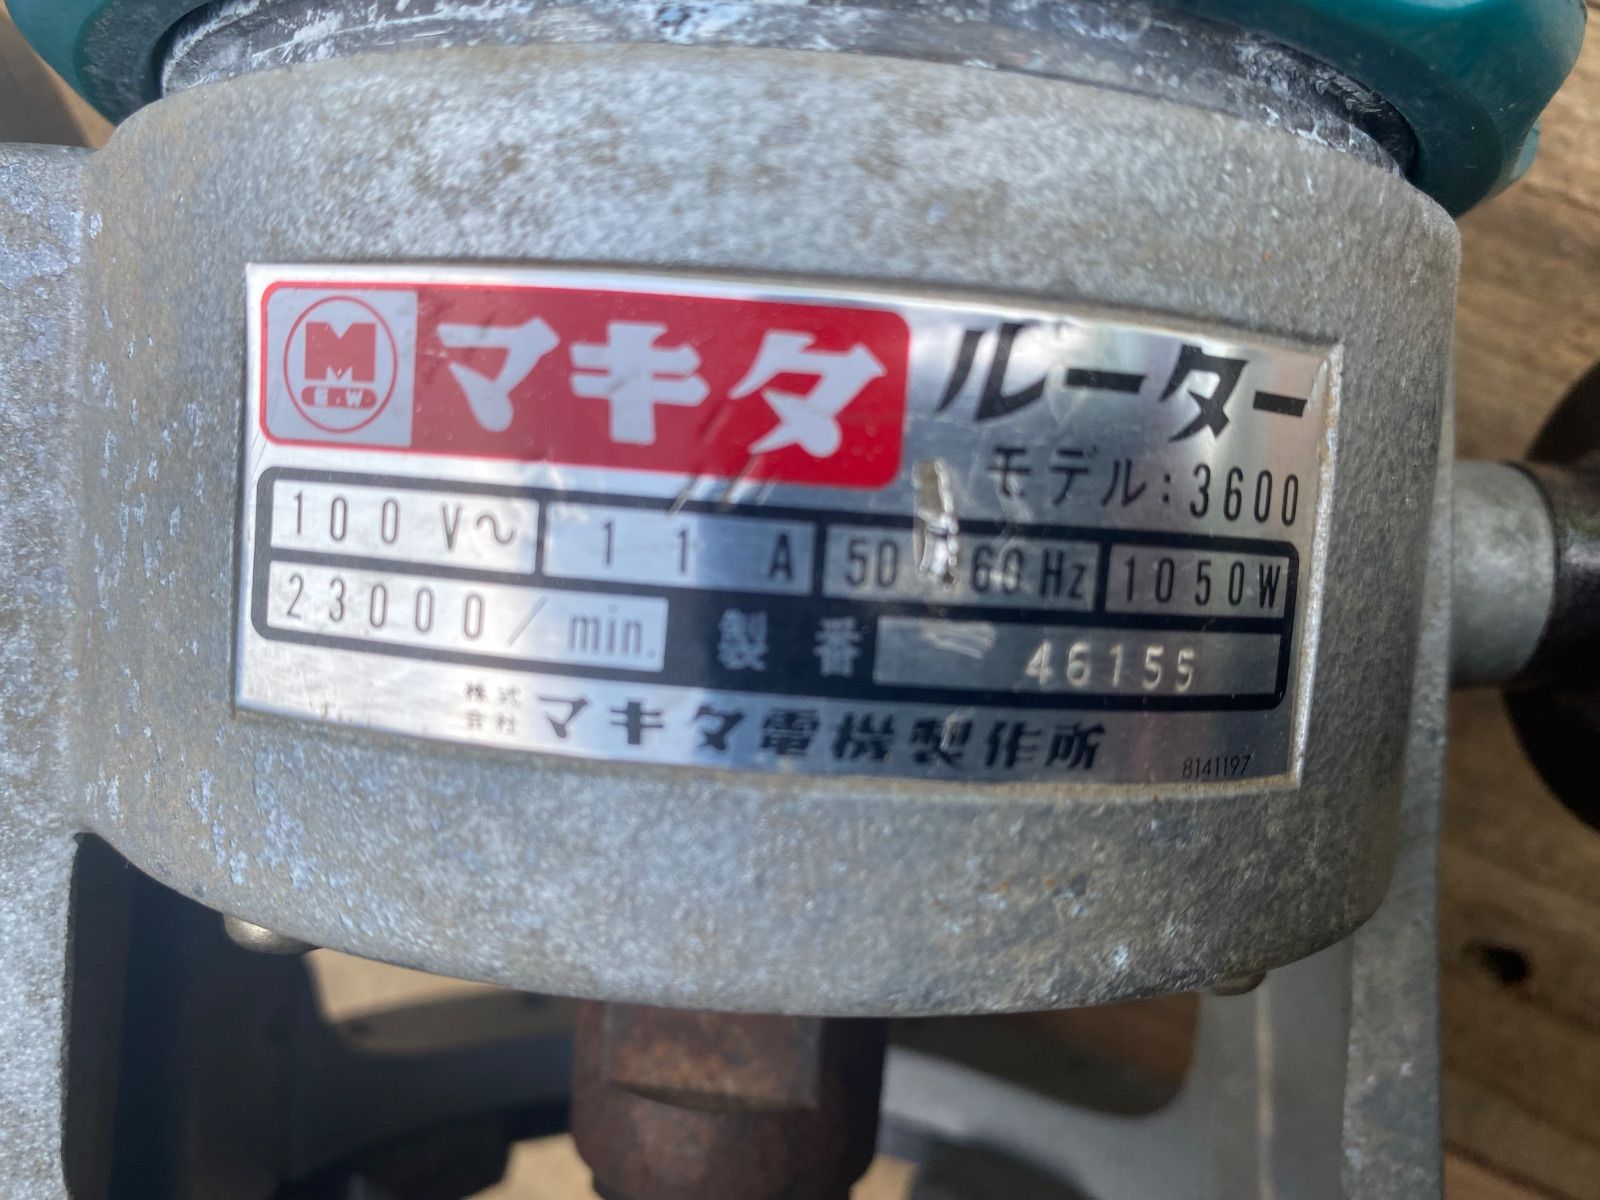 M
E.W
マキタ ルーター
モデル:3600
100V～ 11A 50 60Hz 1050W
23000/min. 製番 46155
株式会社 マキタ電機製作所
8141197